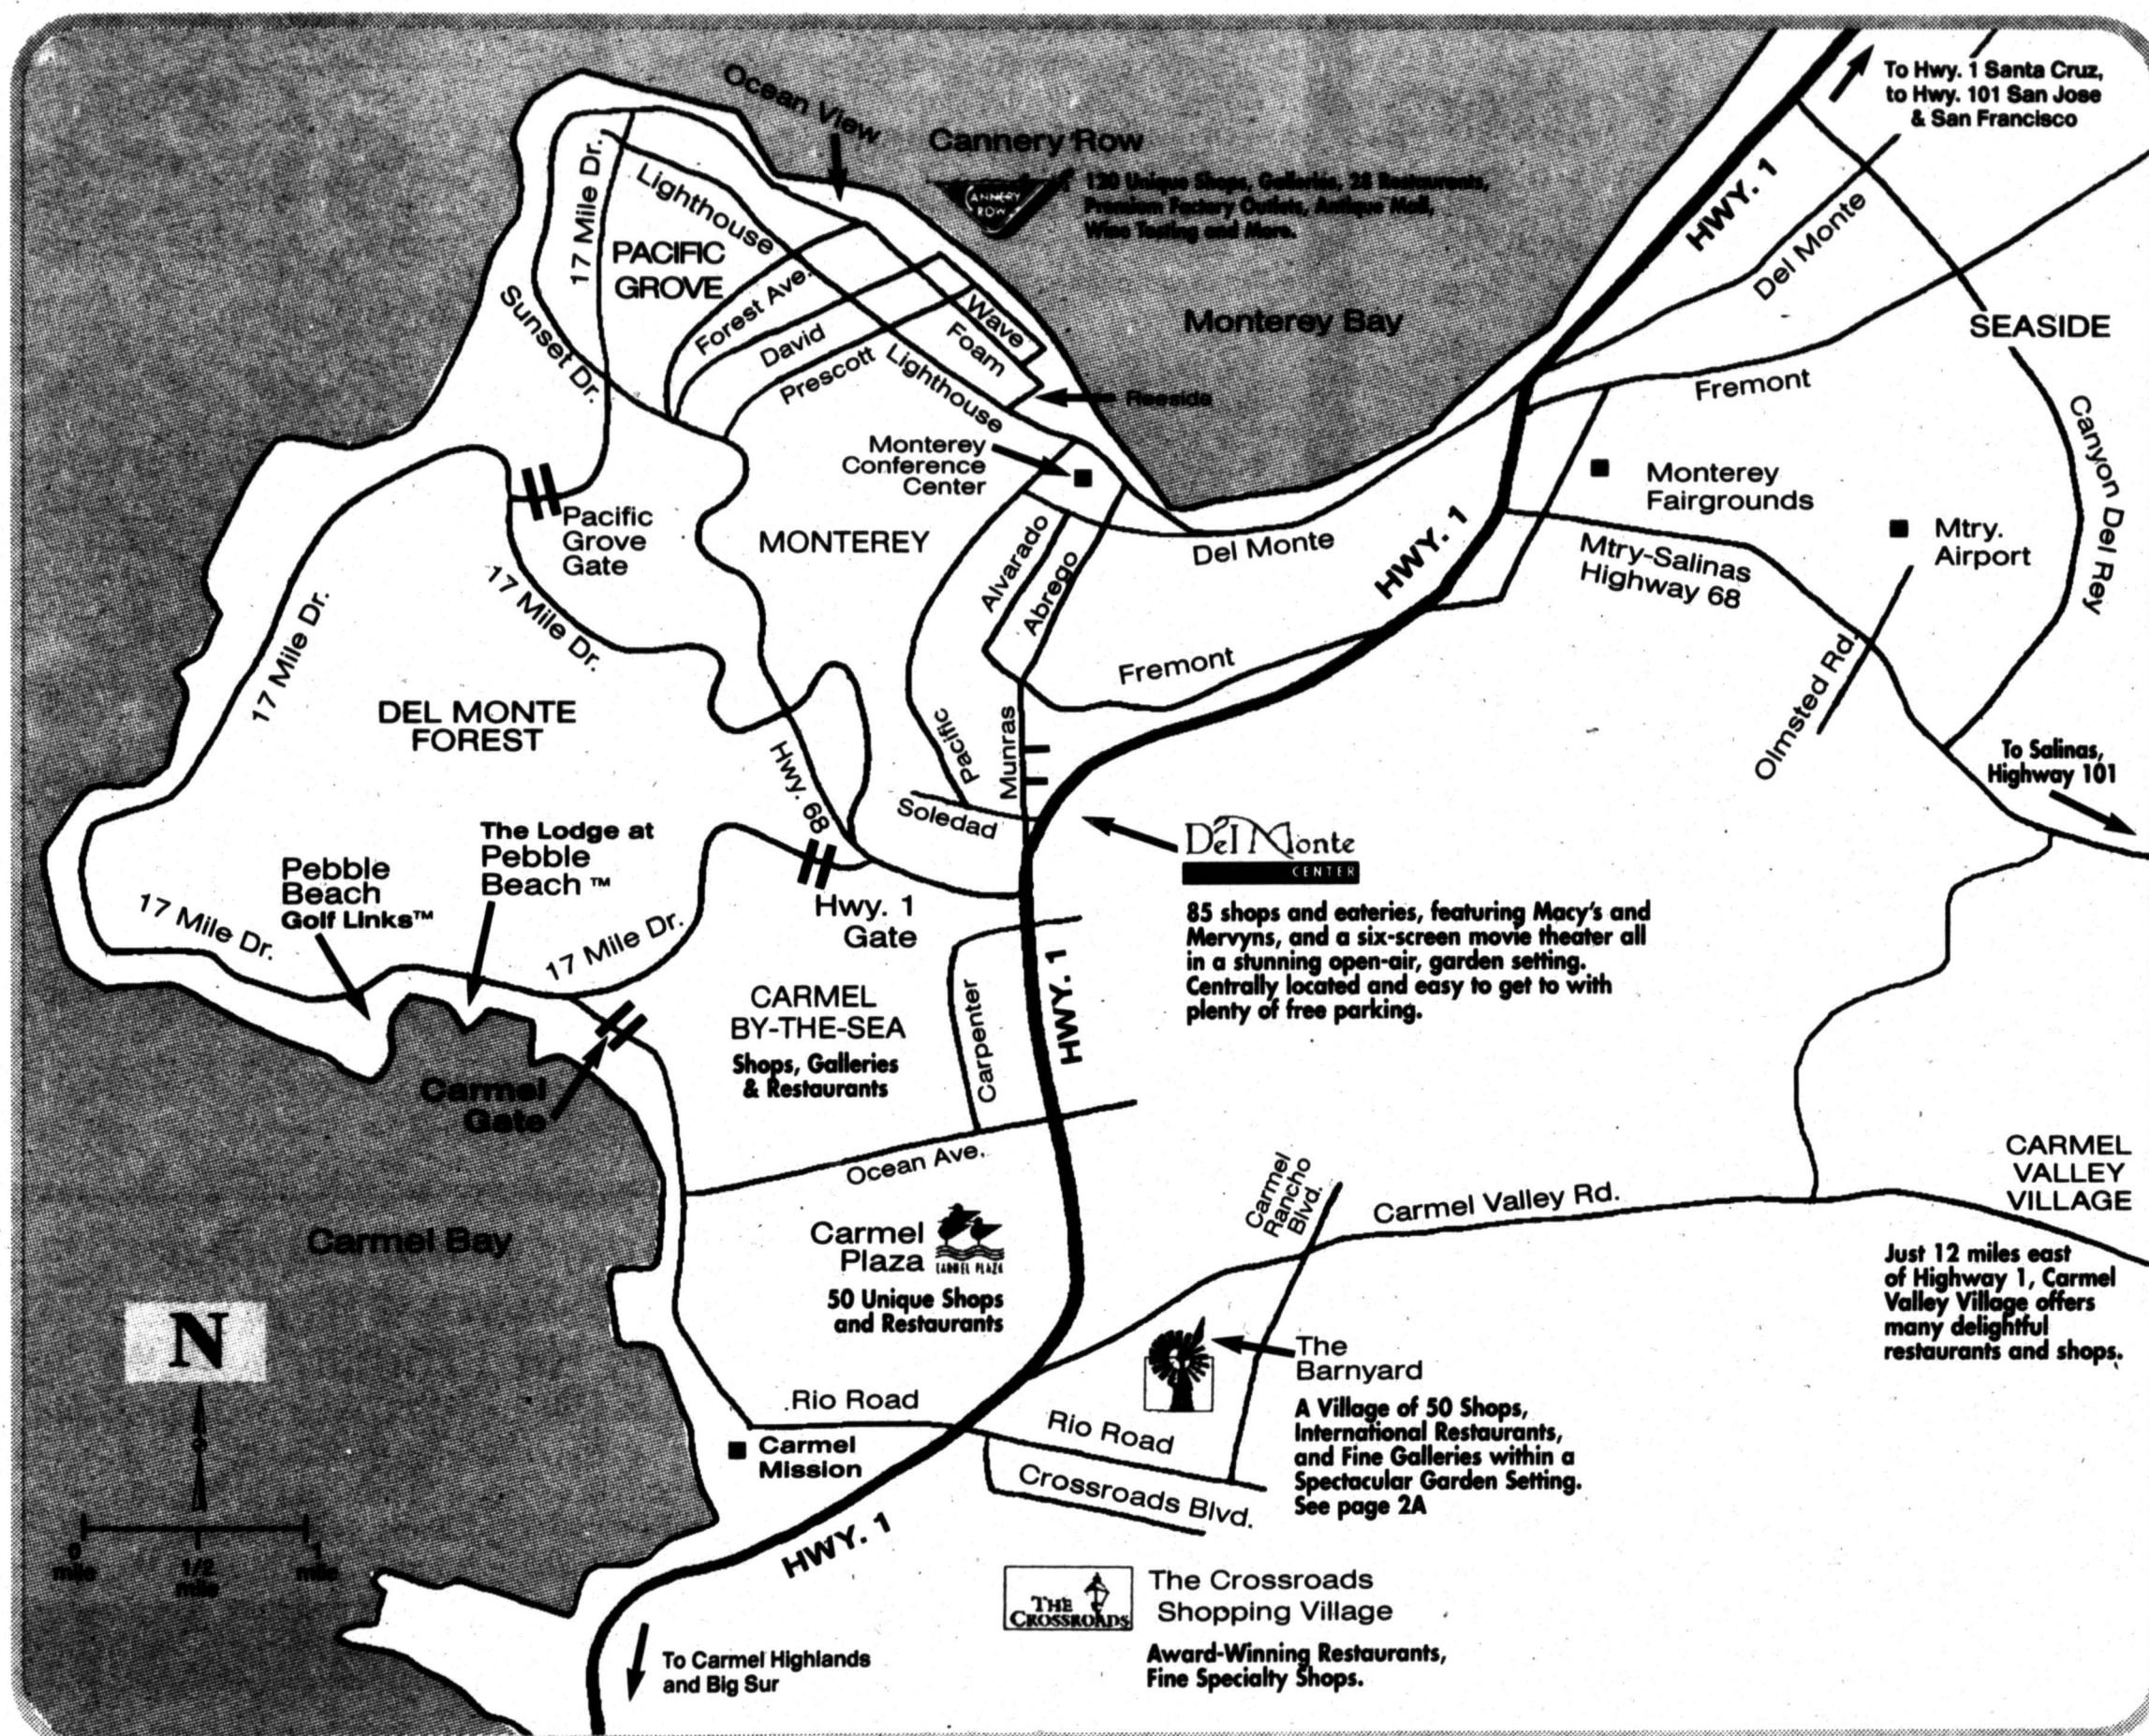 Ocean View
Cannery Row
CANNERY
ROW
120 Unique Shops, Galleries, 28 Restaurants,
Premium Factory Outlets, Antique Mall,
Wine Tasting and More.
To Hwy. 1 Santa Cruz,
to Hwy. 101 San Jose
& San Francisco
HWY. 1
Del Monte
17 Mile Dr.
Lighthouse
PACIFIC
GROVE
Sunset Dr.
Forest Ave.
David
Prescott
Lighthouse
Wave
Foam
Reeside
Monterey Bay
SEASIDE
Fremont
Canyon Del Rey
Monterey
Conference
Center
Monterey
Fairgrounds
Mtry.
Airport
Pacific
Grove
Gate
MONTEREY
Alvarado
Abrego
Del Monte
HWY. 1
Mtry-Salinas
Highway 68
17 Mile Dr.
17 Mile Dr.
Fremont
Olmsted Rd.
DEL MONTE
FOREST
Pacific
Munras
Hwy. 68
Soledad
To Salinas,
Highway 101
Del Monte
CENTER
85 shops and eateries, featuring Macy's and
Mervyns, and a six-screen movie theater all
in a stunning open-air, garden setting.
Centrally located and easy to get to with
plenty of free parking.
The Lodge at
Pebble
Beach ™
Pebble
Beach
Golf Links™
17 Mile Dr.
17 Mile Dr.
Hwy. 1
Gate
CARMEL
BY-THE-SEA
Shops, Galleries
& Restaurants
Carpenter
HWY. 1
Carmel
Gate
Ocean Ave.
Carmel
Rancho
Blvd.
Carmel Valley Rd.
CARMEL
VALLEY
VILLAGE
Just 12 miles east
of Highway 1, Carmel
Valley Village offers
many delightful
restaurants and shops.
Carmel Bay
Carmel
Plaza
CARMEL PLAZA
50 Unique Shops
and Restaurants
N
The
Barnyard
A Village of 50 Shops,
International Restaurants,
and Fine Galleries within a
Spectacular Garden Setting.
See page 2A
Rio Road
Rio Road
Carmel
Mission
Crossroads Blvd.
HWY. 1
0
mile
1/2
mile
1
mile
THE
CROSSROADS
The Crossroads
Shopping Village
Award-Winning Restaurants,
Fine Specialty Shops.
To Carmel Highlands
and Big Sur